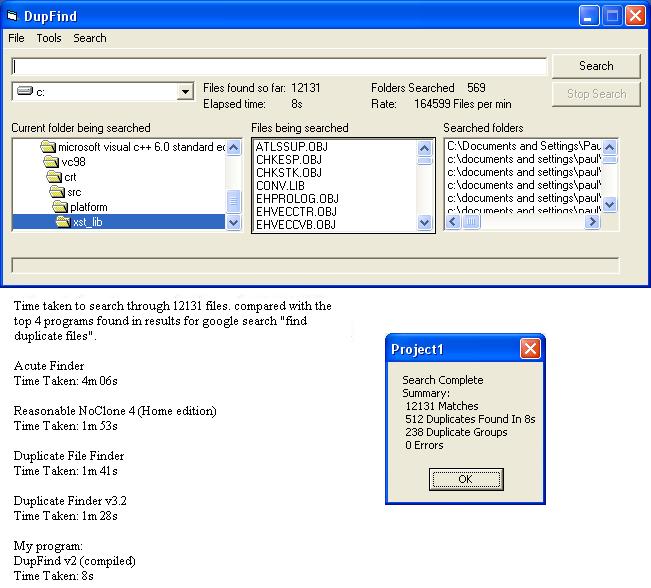 DupFind
File Tools Search
Search
c:
Files found so far: 12131
Folders Searched 569
Stop Search
Elapsed time: 8s
Rate: 164599 Files per min
Current folder being searched
Files being searched
Searched folders
microsoft visual c++ 6.0 standard ec
vc98
crt
src
platform
xst_lib
ATLSSUP.OBJ
CHKESP.OBJ
CHKSTK.OBJ
CONV.LIB
EHPROLOG.OBJ
EHVECCTR.OBJ
EHVECCVB.OBJ
C:\Documents and Settings\Pau
c:\documents and settings\paul\
c:\documents and settings\paul\
c:\documents and settings\paul\
c:\documents and settings\paul\
c:\documents and settings\paul\
Time taken to search through 12131 files. compared with the
top 4 programs found in results for google search "find
duplicate files".
Acute Finder
Time Taken: 4m 06s
Reasonable NoClone 4 (Home edition)
Time Taken: 1m 53s
Duplicate File Finder
Time Taken: 1m 41s
Duplicate Finder v3.2
Time Taken: 1m 28s
My program:
DupFind v2 (compiled)
Time Taken: 8s
Project1
Search Complete
Summary:
12131 Matches
512 Duplicates Found In 8s
238 Duplicate Groups
0 Errors
OK